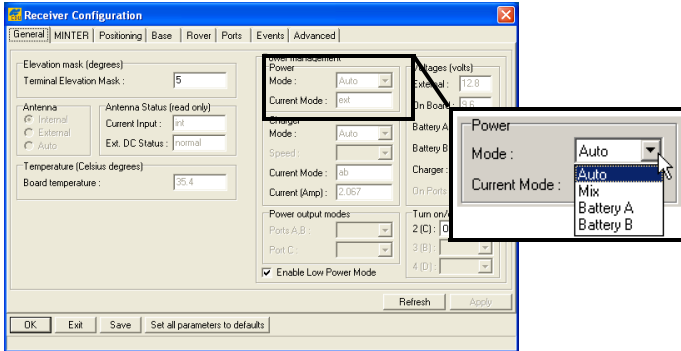 Receiver Configuration
General MINTER Positioning Base Rover Ports Events Advanced
Elevation mask (degrees)
Terminal Elevation Mask : 5
Antenna
Internal
External
Auto
Antenna Status (read only)
Current Input : int
Ext. DC Status : normal
Temperature (Celsius degrees)
Board temperature : 35.4
Power management
Power
Mode : Auto
Current Mode : ext
Charger
Mode : Auto
Speed :
Current Mode : ab
Current (Amp) : 2.067
Power output modes
Ports A,B :
Port C :
Enable Low Power Mode
Voltages (volts)
External : 12.8
On Board : 9.6
Battery A
Battery B
Charger :
On Ports
Turn on/
2 (C) : 0
3 (B) :
4 (D) :
Refresh Apply
OK Exit Save Set all parameters to defaults
Power
Mode : Auto
Current Mode :
Auto
Mix
Battery A
Battery B